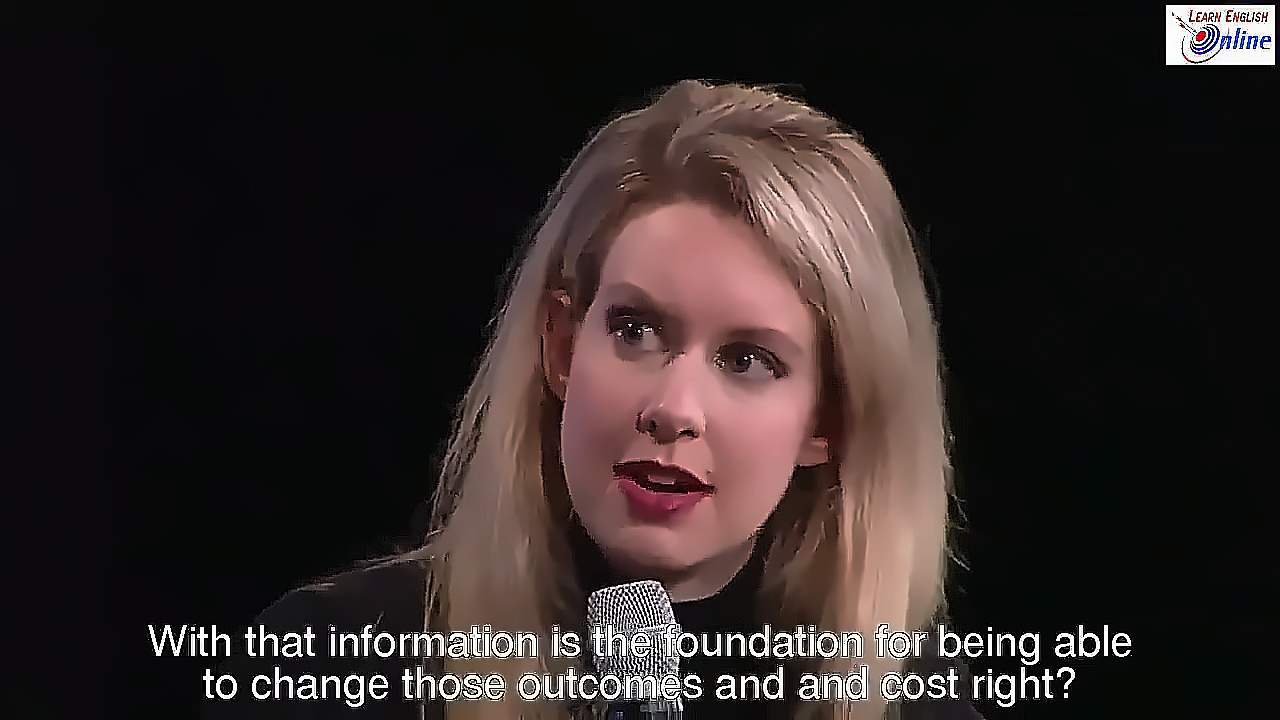 LEARN ENGLISH
Online
With that information is the foundation for being able
to change those outcomes and and cost right?